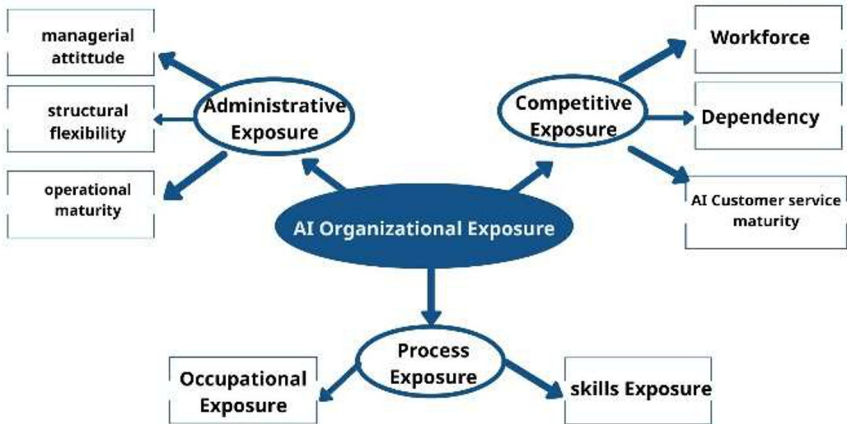 managerial
attitude
structural
flexibility
operational
maturity
Administrative
Exposure
Competitive
Exposure
Workforce
Dependency
AI Customer service
maturity
AI Organizational Exposure
Process
Exposure
Occupational
Exposure
skills Exposure